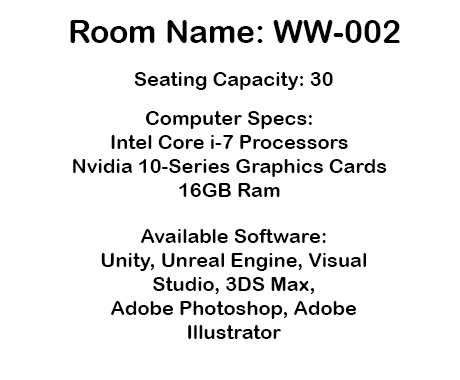 Room Name: WW-002
Seating Capacity: 30
Computer Specs:
Intel Core i-7 Processors
Nvidia 10-Series Graphics Cards
16GB Ram
Available Software:
Unity, Unreal Engine, Visual
Studio, 3DS Max,
Adobe Photoshop, Adobe
Illustrator